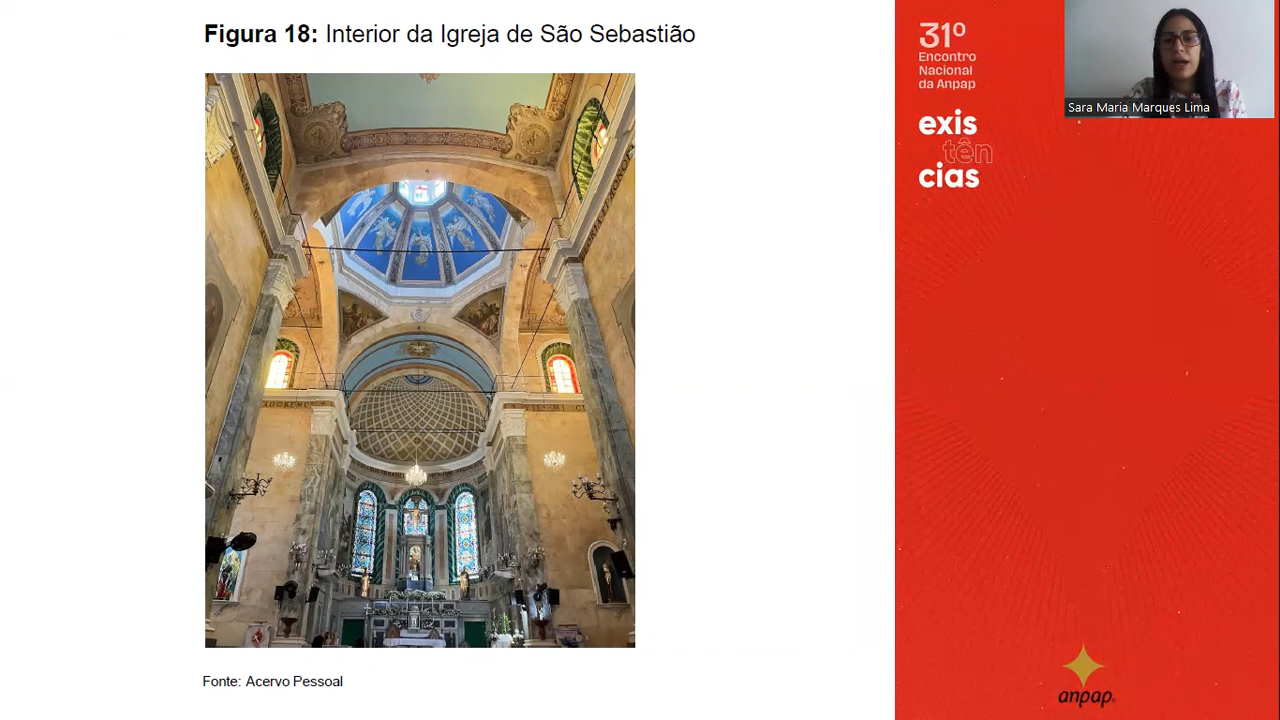 Figura 18: Interior da Igreja de São Sebastião
Fonte: Acervo Pessoal
31º
Encontro
Nacional
da Anpap
exis
tên
cias
Sara Maria Marques Lima
anpap